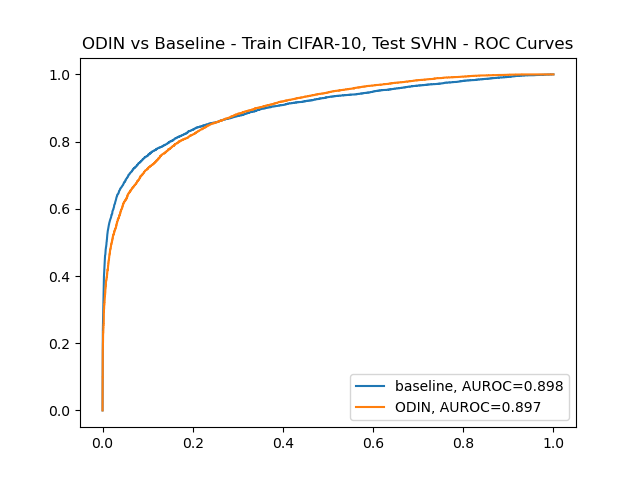 ODIN vs Baseline - Train CIFAR-10, Test SVHN - ROC Curves
1.0
0.8
0.6
0.4
0.2
0.0
baseline, AUROC=0.898
ODIN, AUROC=0.897
0.0 0.2 0.4 0.6 0.8 1.0